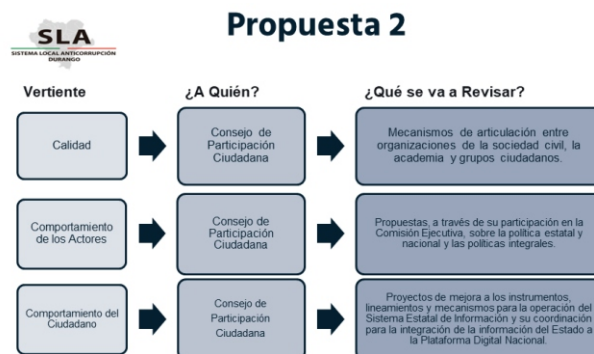 Propuesta 2
SLA
SISTEMA LOCAL ANTICORRUPCIÓN
DURANGO
Vertiente
¿A Quién?
¿Qué se va a Revisar?
Calidad
Consejo de
Participación
Ciudadana
Mecanismos de articulación entre
organizaciones de la sociedad civil, la
academia y grupos ciudadanos.
Comportamiento
de los Actores
Consejo de
Participación
Ciudadana
Propuestas, a través de su participación en la
Comisión Ejecutiva, sobre la política estatal y
nacional y las políticas integrales.
Comportamiento del
Ciudadano
Consejo de
Participación
Ciudadana
Proyectos de mejora a los instrumentos,
lineamientos y mecanismos para la operación del
Sistema Estatal de Información y su coordinación
para la integración de la información del Estado a
la Plataforma Digital Nacional.